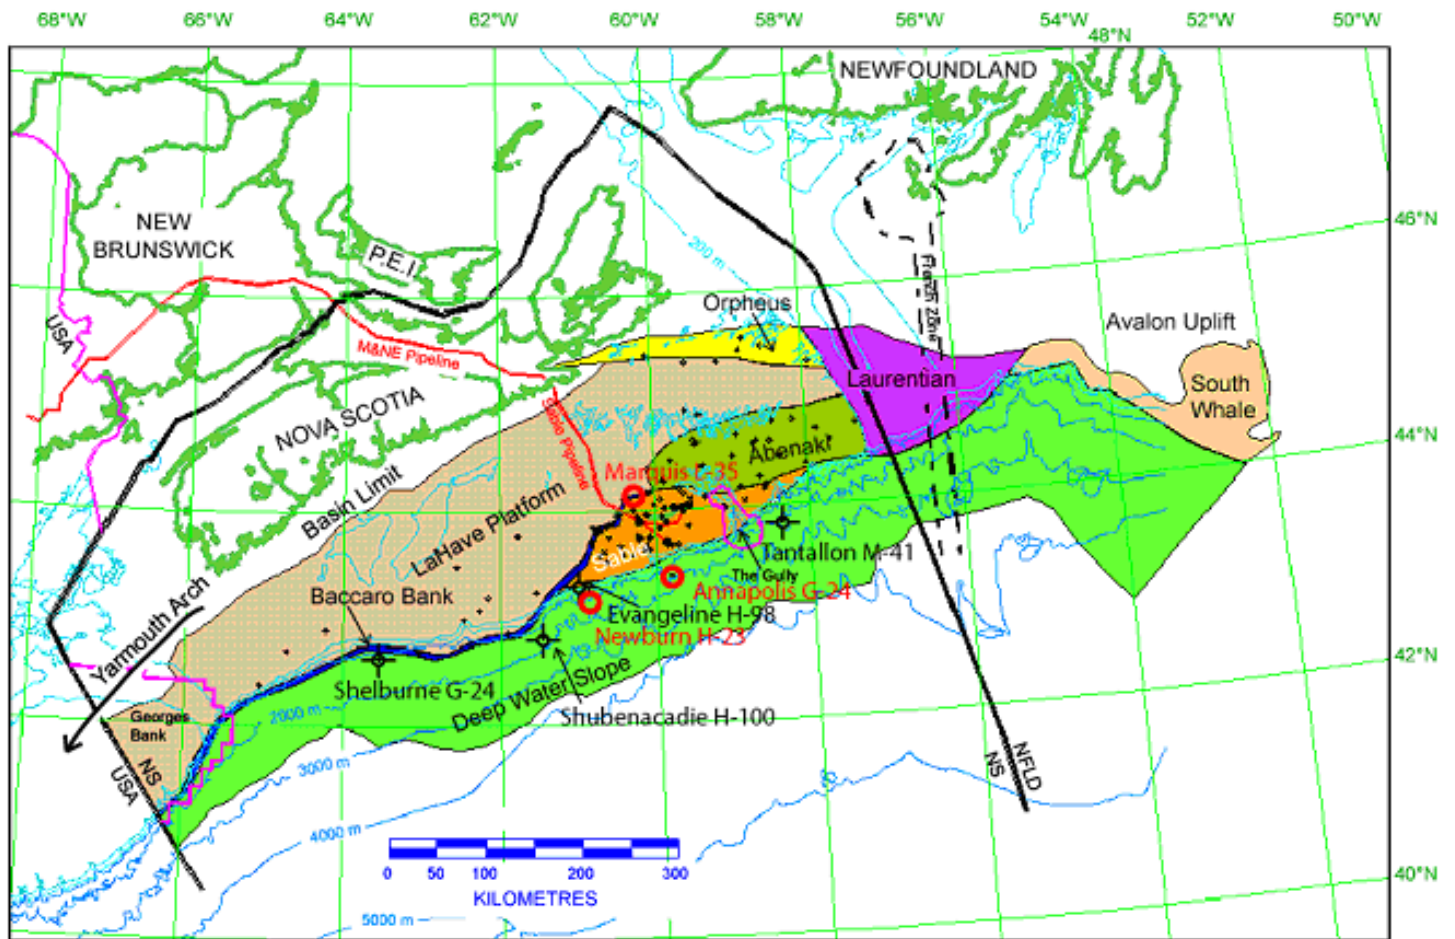 68°W 66°W 64°W 62°W 60°W 58°W 56°W 54°W 52°W 50°W
48°N
NEWFOUNDLAND
46°N
NEW
BRUNSWICK
P.E.I
200 m
French Zone
USA
M&NE Pipeline
Orpheus
Avalon Uplift
Laurentian
South
Whale
NOVA SCOTIA
Sable Pipeline
44°N
Abenaki
Marquis L-35
Basin Limit
LaHave Platform
Sable
Tantallon M-41
The Gully
Annapolis G-24
Baccaro Bank
Evangeline H-98
Newburn H-23
Yarmouth Arch
42°N
Shelburne G-24
Deep Water Slope
Shubenacadie H-100
2000 m
Georges
Bank
NS
USA
3000 m
NFLD
NS
4000 m
0 50 100 200 300
KILOMETRES
40°N
5000 m